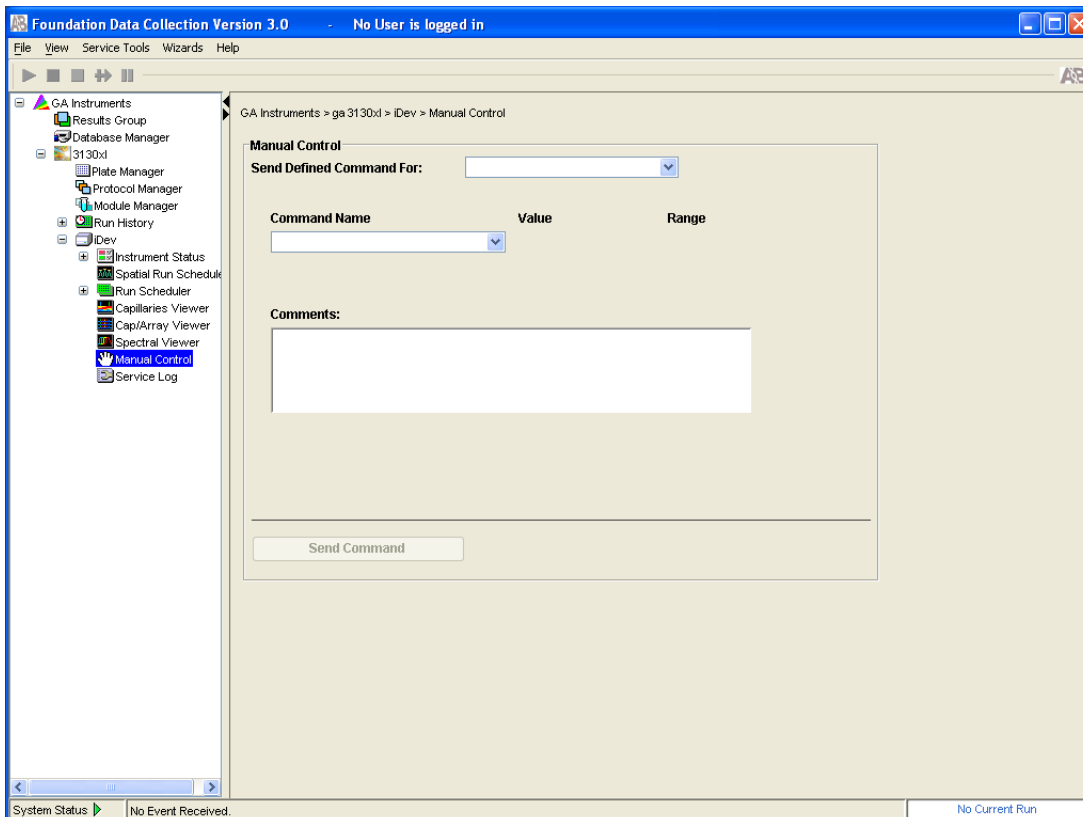 Foundation Data Collection Version 3.0 - No User is logged in
File View Service Tools Wizards Help
GA Instruments
Results Group
Database Manager
3130xl
Plate Manager
Protocol Manager
Module Manager
Run History
iDev
Instrument Status
Spatial Run Schedule
Run Scheduler
Capillaries Viewer
Cap/Array Viewer
Spectral Viewer
Manual Control
Service Log
GA Instruments > ga 3130xl > iDev > Manual Control
Manual Control
Send Defined Command For:
Command Name Value Range
Comments:
Send Command
System Status No Event Received. No Current Run